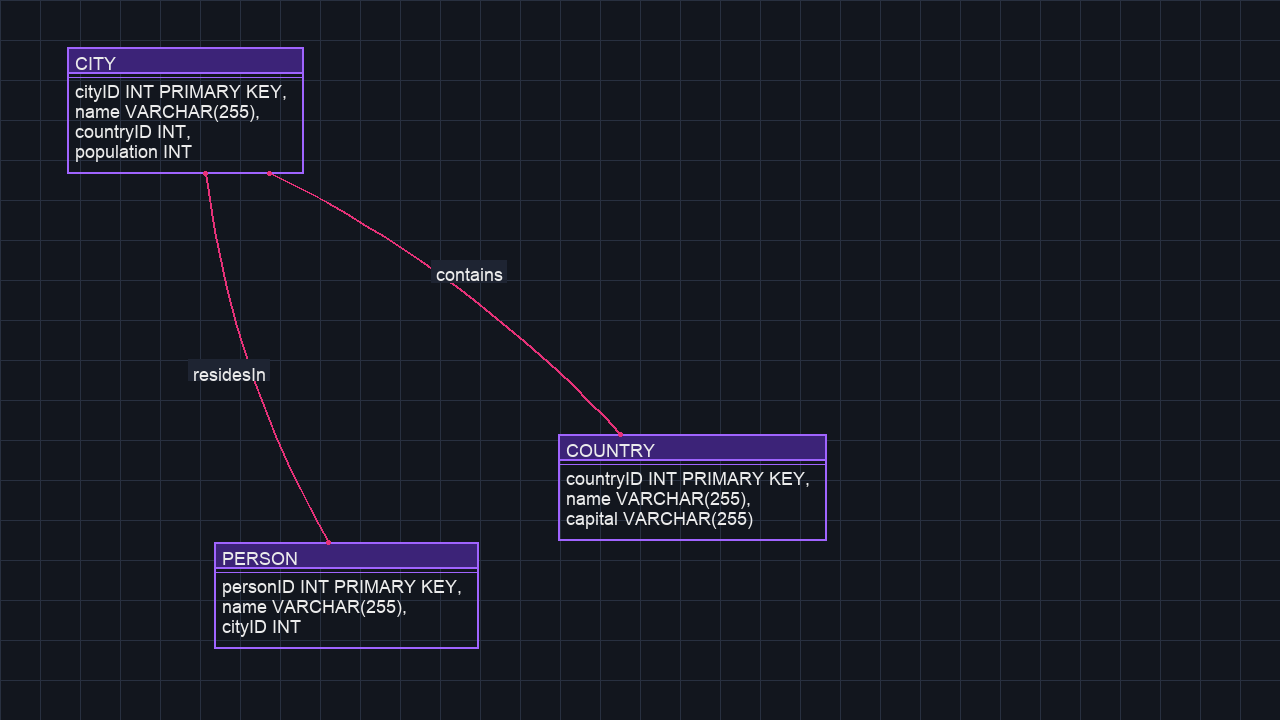 CITY
cityID INT PRIMARY KEY,
name VARCHAR(255),
countryID INT,
population INT
contains
residesIn
COUNTRY
countryID INT PRIMARY KEY,
name VARCHAR(255),
capital VARCHAR(255)
PERSON
personID INT PRIMARY KEY,
name VARCHAR(255),
cityID INT